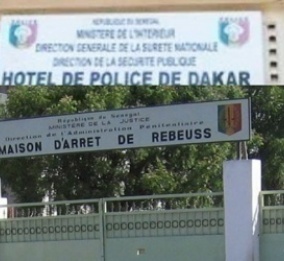 REPUBLIQUE DU SENEGAL
MINISTERE DE L'INTERIEUR
DIRECTION GENERALE DE LA SURETE NATIONALE
DIRECTION DE LA SECURITE PUBLIQUE
HOTEL DE POLICE DE DAKAR
République du Sénégal
MINISTERE DE LA JUSTICE
Direction de l'Administration Pénitentiaire
MAISON D'ARRET DE REBEUSS